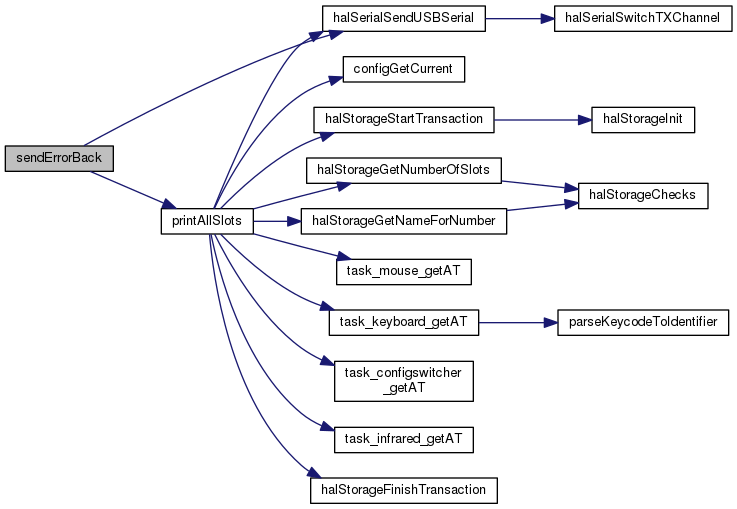 sendErrorBack
printAllSlots
halSerialSendUSBSerial
configGetCurrent
halStorageStartTransaction
halStorageGetNumberOfSlots
halStorageGetNameForNumber
task_mouse_getAT
task_keyboard_getAT
task_configswitcher
_getAT
task_infrared_getAT
halStorageFinishTransaction
halSerialSwitchTXChannel
halStorageInit
halStorageChecks
parseKeycodeToIdentifier